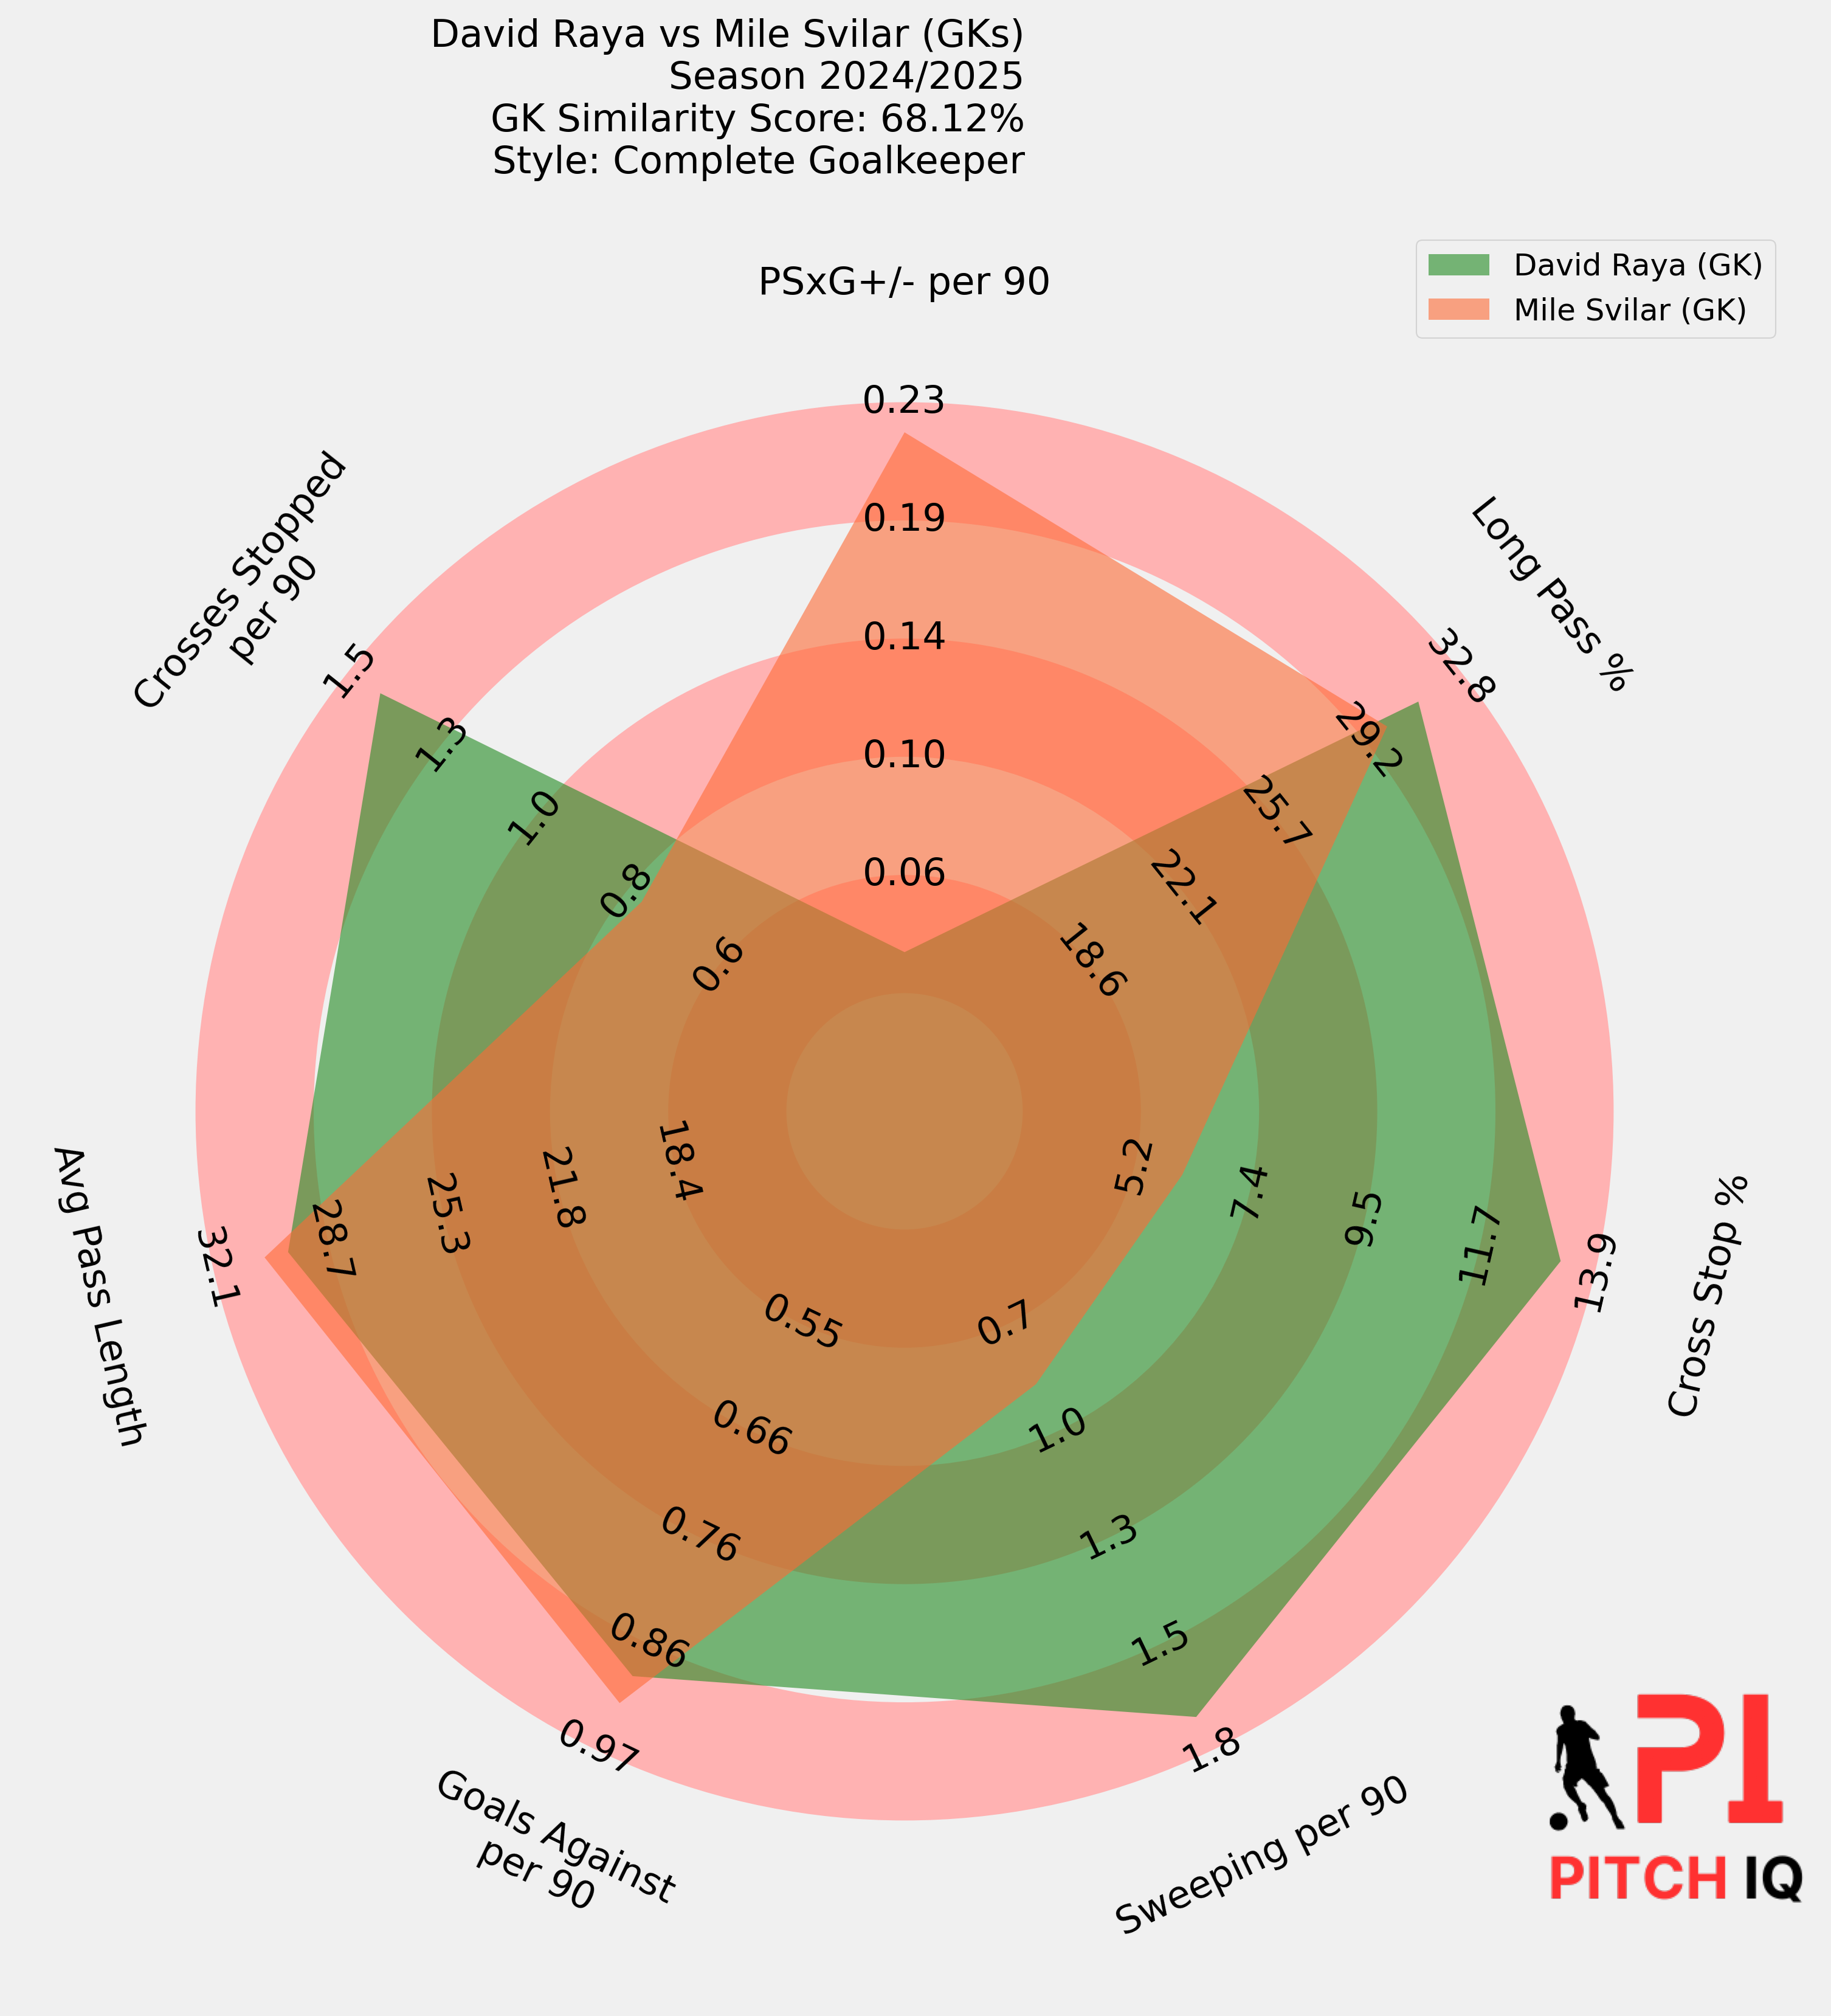 David Raya vs Mile Svilar (GKs)
Season 2024/2025
GK Similarity Score: 68.12%
Style: Complete Goalkeeper
David Raya (GK)
Mile Svilar (GK)
PSxG+/- per 90
0.23
0.19
0.14
0.10
0.06
Long Pass %
32.8
29.2
25.7
22.1
18.6
Cross Stop %
13.9
11.7
9.5
7.4
5.2
Sweeping per 90
1.8
1.5
1.3
1.0
0.7
Goals Against
per 90
0.97
0.86
0.76
0.66
0.55
Avg Pass Length
32.1
28.7
25.3
21.8
18.4
Crosses Stopped
per 90
1.5
1.3
1.0
0.8
0.6
PI
PITCH IQ